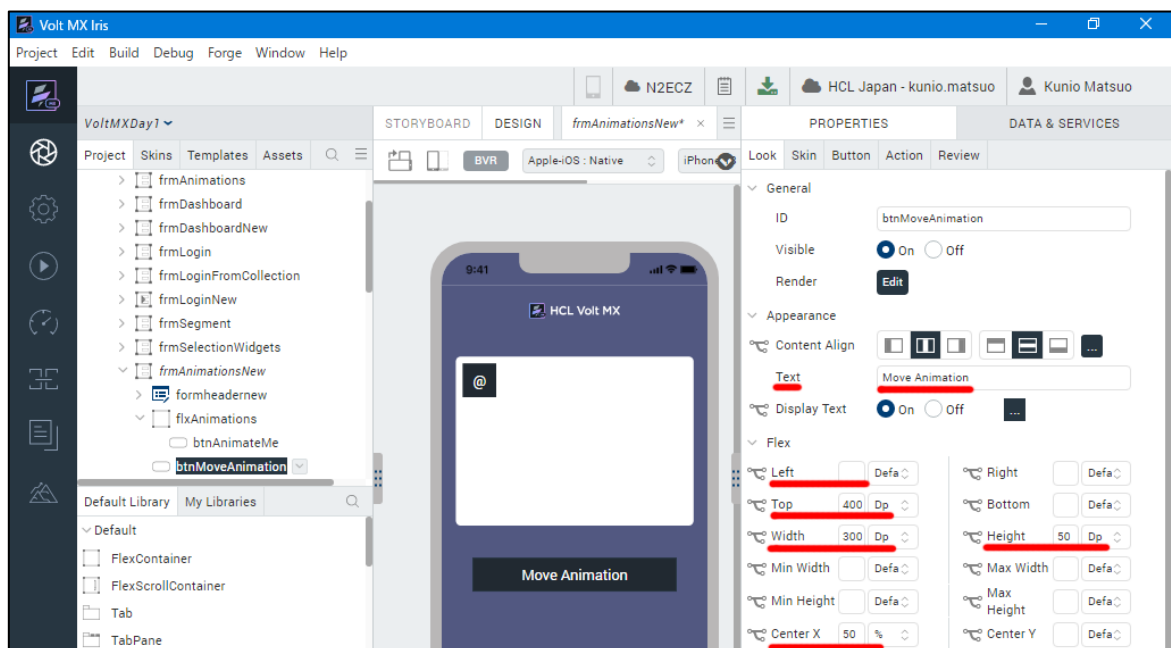 Volt MX Iris
Project Edit Build Debug Forge Window Help
N2ECZ HCL Japan - kunio.matsuo Kunio Matsuo
VoltMXDay1 STORYBOARD DESIGN frmAnimationsNew* × PROPERTIES DATA & SERVICES
Project Skins Templates Assets BVR Apple-iOS : Native Look Skin Button Action Review
frmAnimations
frmDashboard
frmDashboardNew
frmLogin
frmLoginFromCollection
frmLoginNew
frmSegment
frmSelectionWidgets
frmAnimationsNew
formheadernew
flxAnimations
btnAnimateMe
btnMoveAnimation
Default Library My Libraries
Default
FlexContainer
FlexScrollContainer
Tab
TabPane
9:41
HCL Volt MX
@
Move Animation
General
ID btnMoveAnimation
Visible On Off
Render Edit
Appearance
Content Align ...
Text Move Animation
Display Text On Off ...
Flex
Left Defa Right Defa
Top 400 Dp Bottom Defa
Width 300 Dp Height 50 Dp
Min Width Defa Max Width Defa
Min Height Defa Max Height Defa
Center X 50 % Center Y Defa